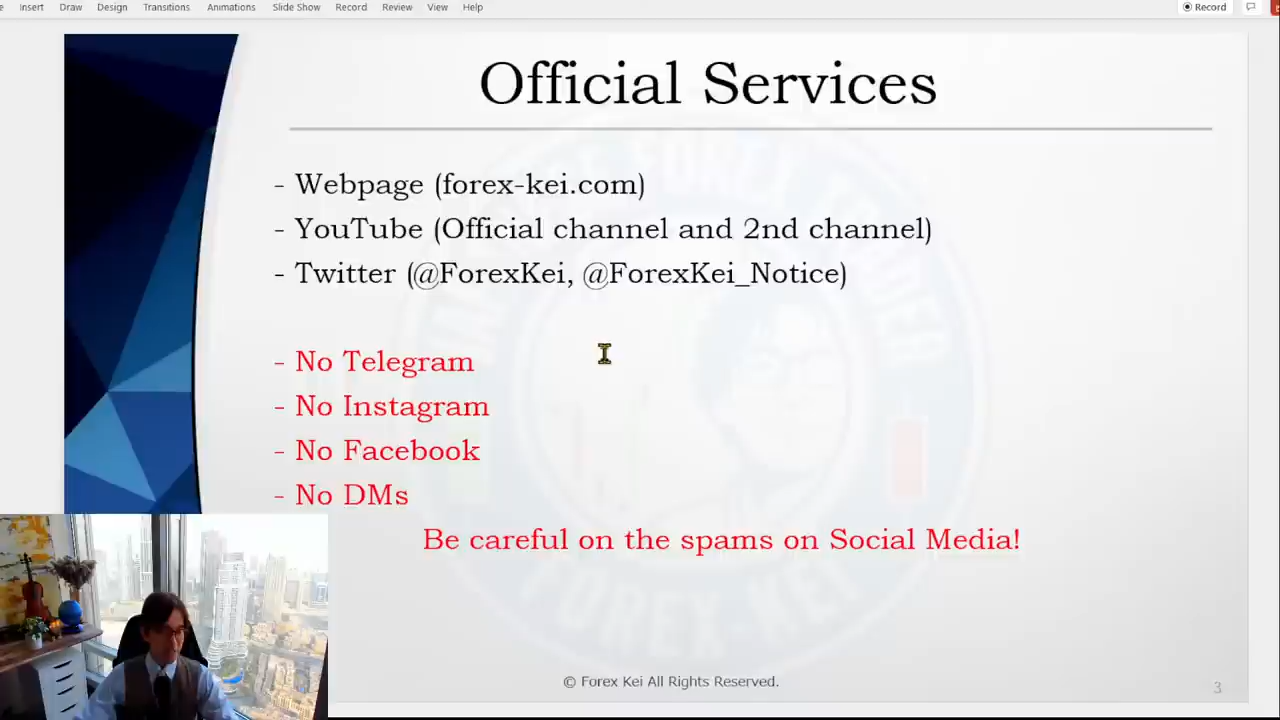 Insert Draw Design Transitions Animations Slide Show Record Review View Help Record
Official Services
- Webpage (forex-kei.com)
- YouTube (Official channel and 2nd channel)
- Twitter (@ForexKei, @ForexKei_Notice)
- No Telegram
- No Instagram
- No Facebook
- No DMs
Be careful on the spams on Social Media!
FOREX KEI
© Forex Kei All Rights Reserved.
3